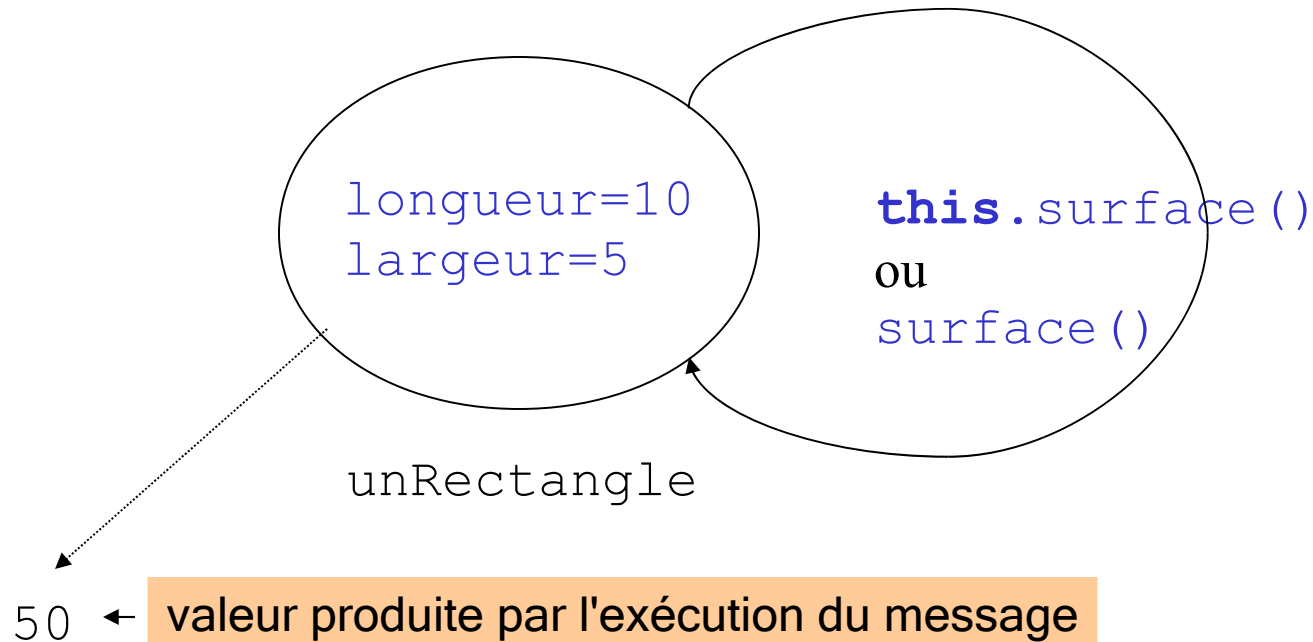 longueur=10
largeur=5
this.surface()
ou
surface()
unRectangle
50
valeur produite par l'exécution du message